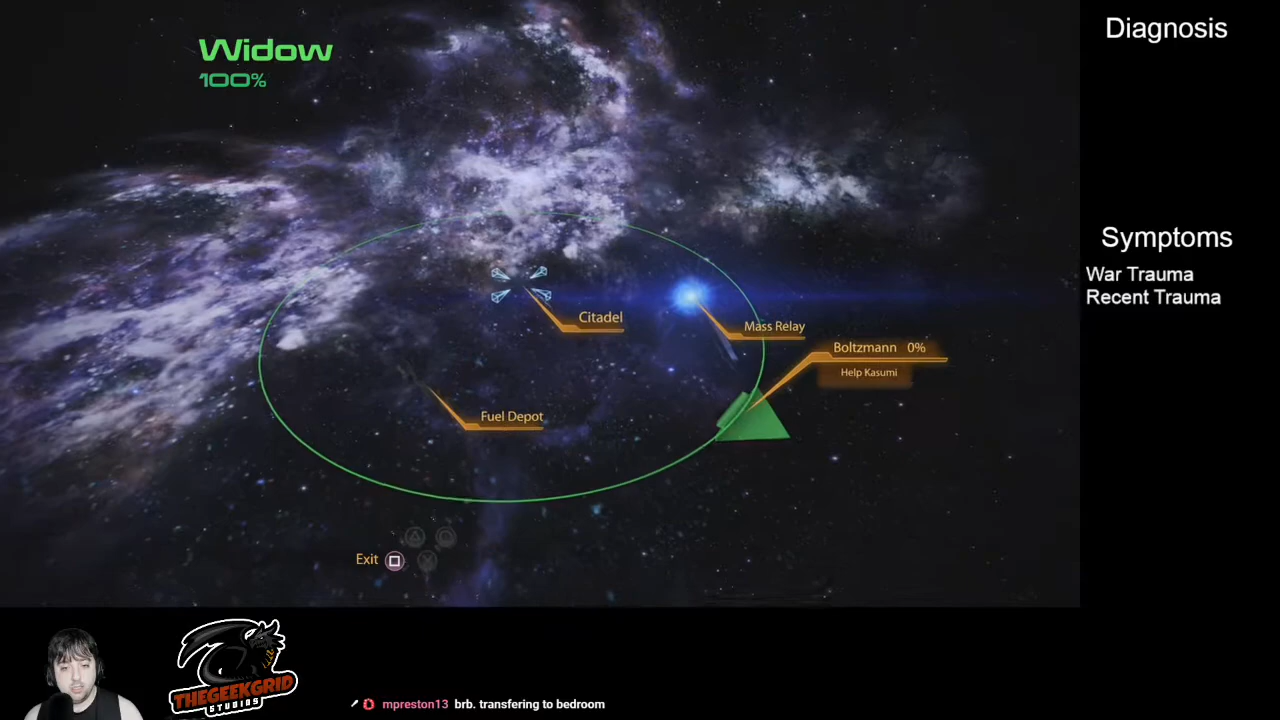 Widow
100%
Citadel
Mass Relay
Boltzmann 0%
Help Kasumi
Fuel Depot
Exit
Diagnosis
Symptoms
War Trauma
Recent Trauma
THEGEEKGRID
STUDIOS
mpreston13 brb. transfering to bedroom